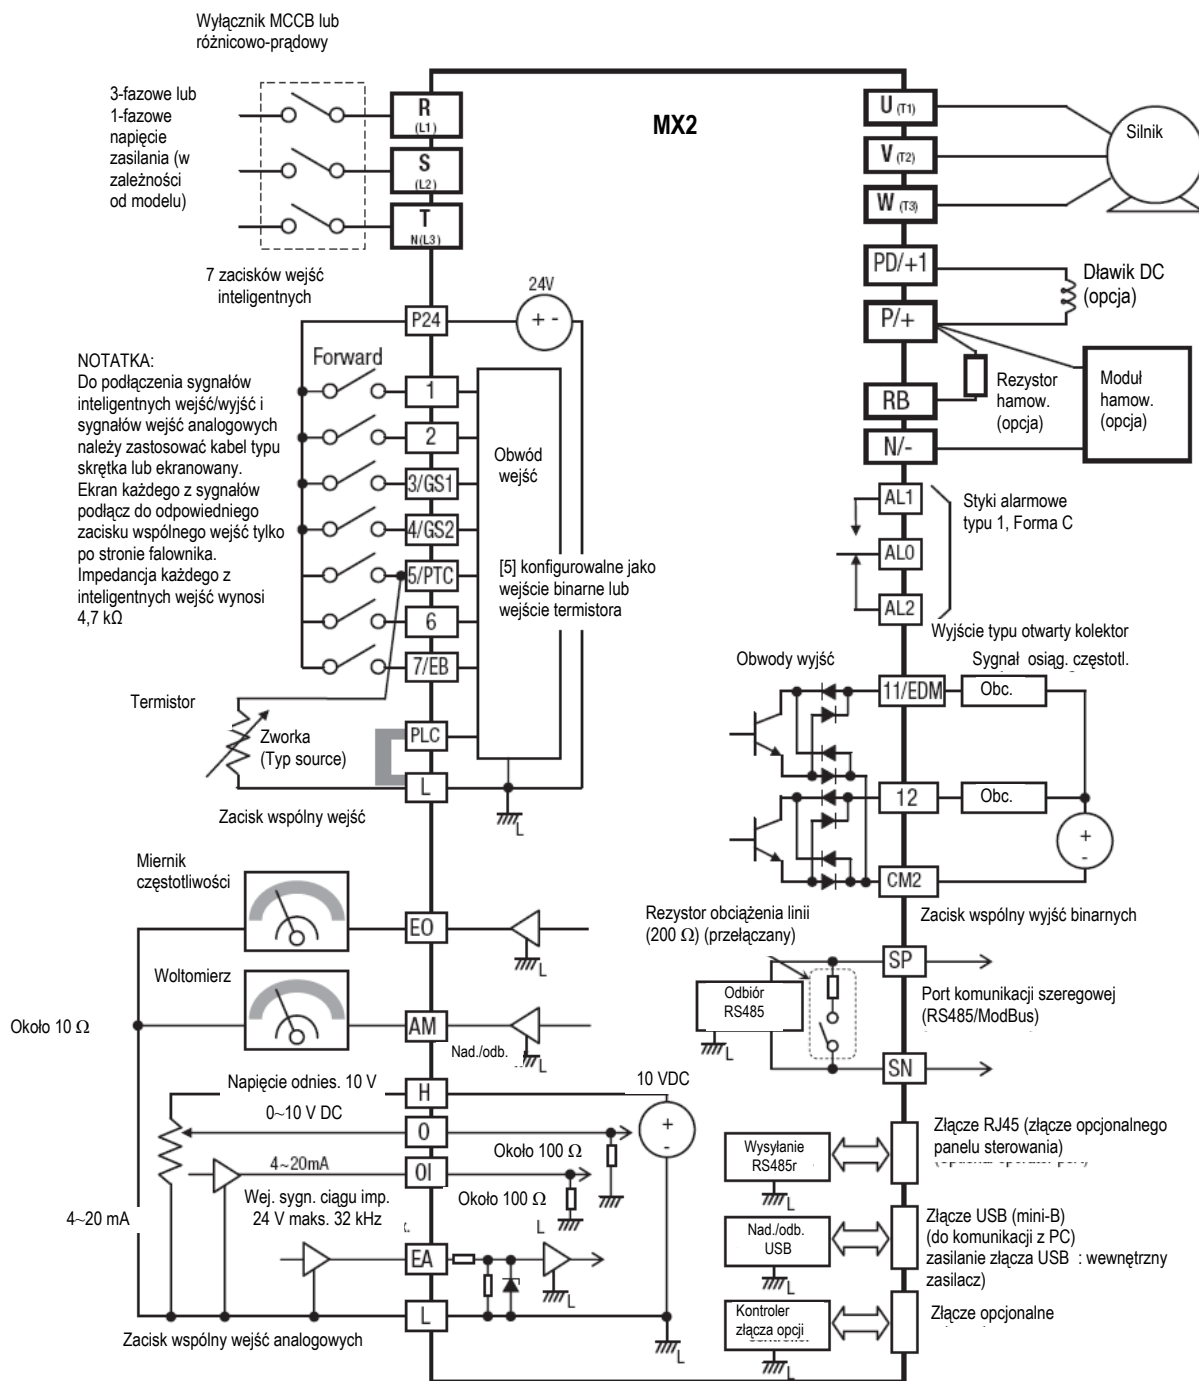 Wyłącznik MCCB lub
różnicowo-prądowy
3-fazowe lub
1-fazowe
napięcie
zasilania (w
zależności
od modelu)
R
(L1)
S
(L2)
T
N(L3)
MX2
U (T1)
V (T2)
W (T3)
Silnik
PD/+1
P/+
RB
N/-
Dławik DC
(opcja)
Rezystor
hamow.
(opcja)
Moduł
hamow.
(opcja)
7 zacisków wejść
inteligentnych
24V
+ -
P24
Forward
NOTATKA:
Do podłączenia sygnałów
inteligentnych wejść/wyjść i
sygnałów wejść analogowych
należy zastosować kabel typu
skrętka lub ekranowany.
Ekran każdego z sygnałów
podłącz do odpowiedniego
zacisku wspólnego wejść tylko
po stronie falownika.
Impedancja każdego z
inteligentnych wejść wynosi
4,7 kΩ
1
2
3/GS1
4/GS2
5/PTC
6
7/EB
PLC
L
Obwód
wejść
[5] konfigurowalne jako
wejście binarne lub
wejście termistora
Termistor
Zworka
(Typ source)
L
Zacisk wspólny wejść
AL1
AL0
AL2
Styki alarmowe
typu 1, Forma C
Wyjście typu otwarty kolektor
Obwody wyjść
Sygnał osiąg. częstotl.
11/EDM
Obc.
12
Obc.
+
-
CM2
Zacisk wspólny wyjść binarnych
Miernik
częstotliwości
EO
L
Woltomierz
Około 10 Ω
AM
Nad./odb.
L
Rezystor obciążenia linii
(200 Ω) (przełączany)
SP
Odbiór
RS485
L
SN
Port komunikacji szeregowej
(RS485/ModBus)
Napięcie odnies. 10 V
H
10 VDC
0~10 V DC
O
+
-
Około 100 Ω
4~20mA
OI
Wej. sygn. ciągu imp.
24 V maks. 32 kHz
Około 100 Ω
4~20 mA
L
EA
L
L
L
Zacisk wspólny wejść analogowych
Wysyłanie
RS485r
L
Złącze RJ45 (złącze opcjonalnego
panelu sterowania)
Nad./odb.
USB
L
Złącze USB (mini-B)
(do komunikacji z PC)
zasilanie złącza USB : wewnętrzny
zasilacz)
Kontroler
złącza opcji
L
Złącze opcjonalne